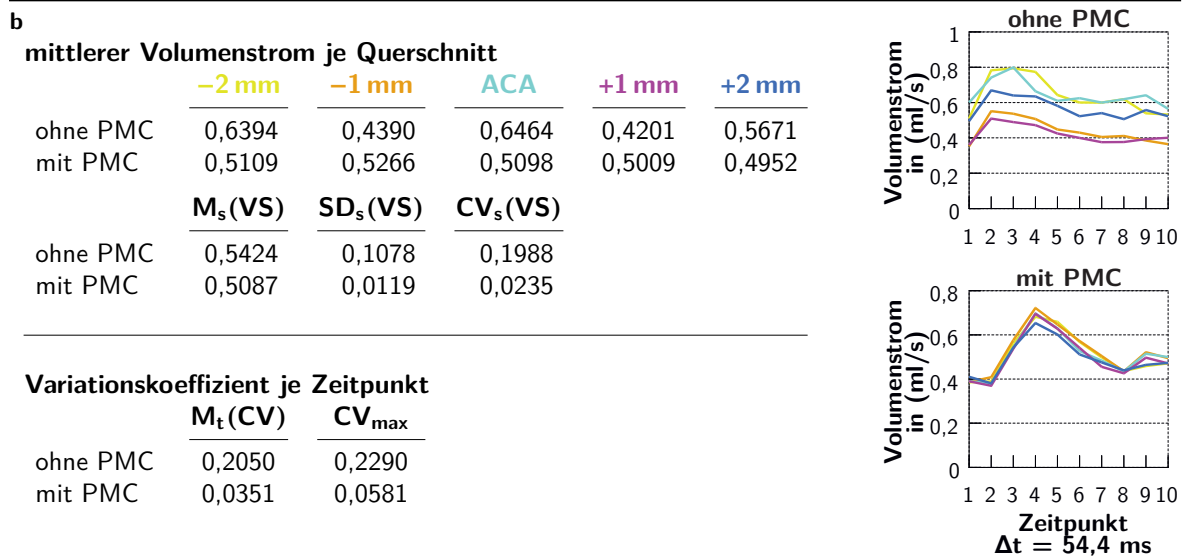 b
mittlerer Volumenstrom je Querschnitt
−2 mm −1 mm ACA +1 mm +2 mm
ohne PMC 0,6394 0,4390 0,6464 0,4201 0,5671
mit PMC 0,5109 0,5266 0,5098 0,5009 0,4952
Ms(VS) SDs(VS) CVs(VS)
ohne PMC 0,5424 0,1078 0,1988
mit PMC 0,5087 0,0119 0,0235
Variationskoeffizient je Zeitpunkt
Mt(CV) CVmax
ohne PMC 0,2050 0,2290
mit PMC 0,0351 0,0581
ohne PMC
Volumenstrom
in (ml/s)
1
0,8
0,6
0,4
0,2
0
1 2 3 4 5 6 7 8 9 10
mit PMC
Volumenstrom
in (ml/s)
0,8
0,6
0,4
0,2
0
1 2 3 4 5 6 7 8 9 10
Zeitpunkt
Δt = 54,4 ms